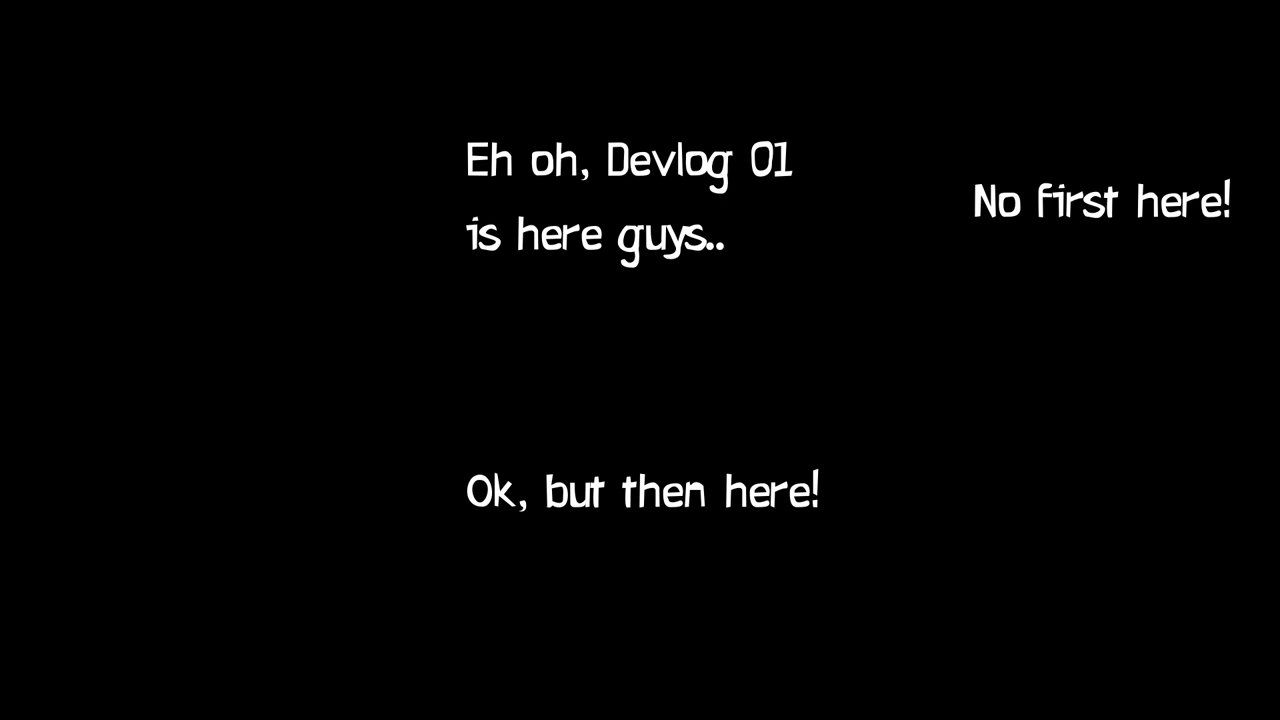 Eh oh, Devlog 01
is here guys..
No first here!
Ok, but then here!